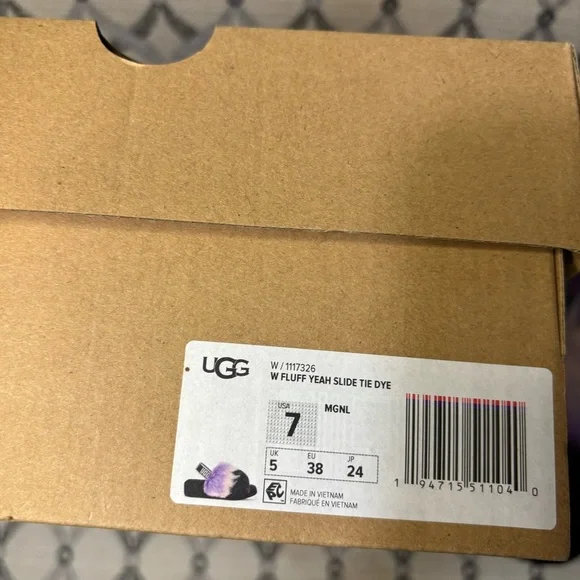 UGG
W / 1117326
W FLUFF YEAH SLIDE TIE DYE
USA
7
MGNL
UK EU JP
5 38 24
MADE IN VIETNAM
FABRIQUÉ EN VIETNAM
1 94715 51104 0